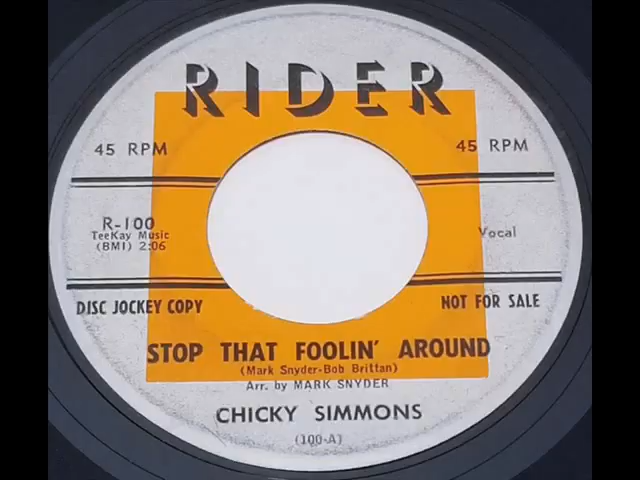 RIDER
45 RPM
45 RPM
R-100
TeeKay Music
(BMI) 2:06
Vocal
DISC JOCKEY COPY
NOT FOR SALE
STOP THAT FOOLIN' AROUND
(Mark Snyder-Bob Brittan)
Arr. by MARK SNYDER
CHICKY SIMMONS
(100-A)